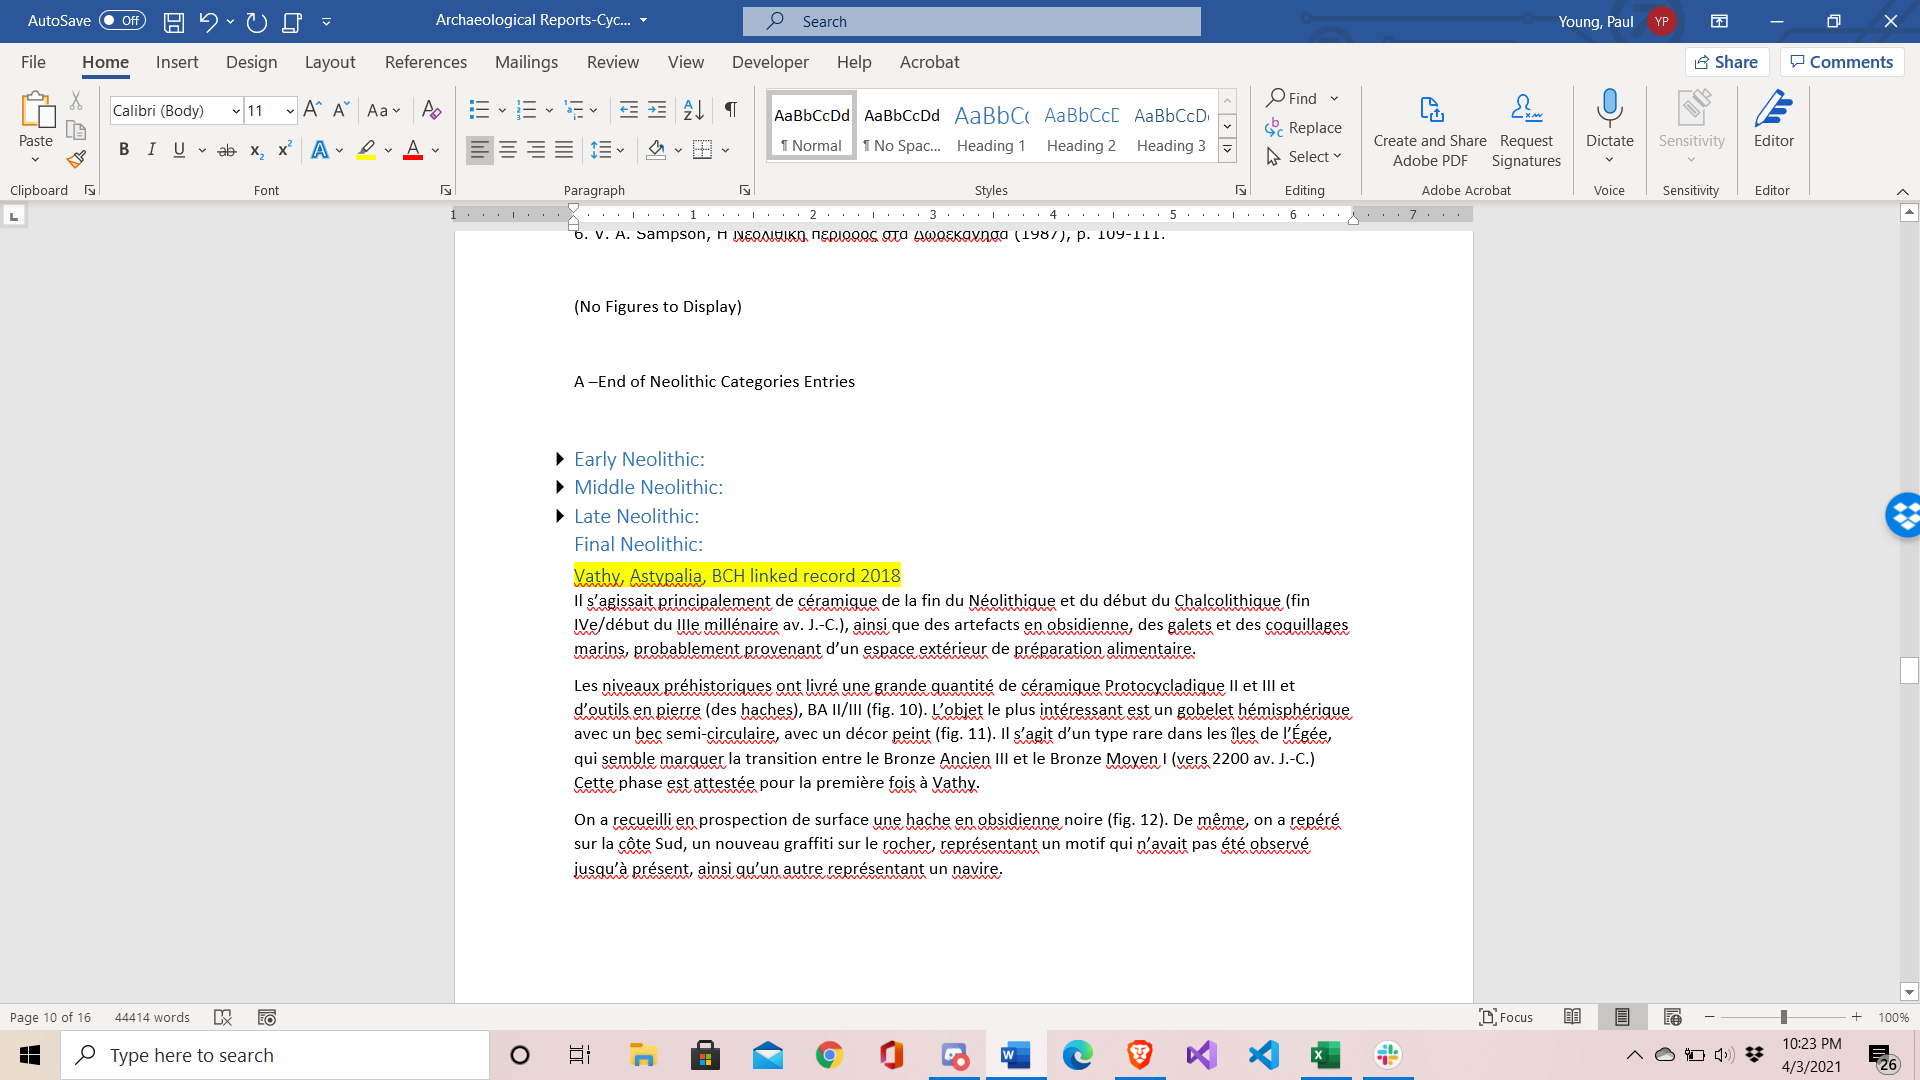 AutoSave Off Archaeological Reports-Cyc... Search Young, Paul YP
File Home Insert Design Layout References Mailings Review View Developer Help Acrobat Share Comments
Calibri (Body) 11 Aa AaBbCcDd AaBbCcDd AaBbCc AaBbCcD AaBbCcDd Find
Paste ¶ Normal ¶ No Spac... Heading 1 Heading 2 Heading 3 Replace
Select
Create and Share Adobe PDF Request Signatures Dictate Sensitivity Editor
Clipboard Font Paragraph Styles Editing Adobe Acrobat Voice Sensitivity Editor
1 1 2 3 4 5 6 7
6. V. A. Sampson, Η Νεολιθική περίοδος στα Δωδεκάνησα (1987), p. 109-111.
(No Figures to Display)
A –End of Neolithic Categories Entries
Early Neolithic:
Middle Neolithic:
Late Neolithic:
Final Neolithic:
Vathy, Astypalia, BCH linked record 2018
Il s’agissait principalement de céramique de la fin du Néolithique et du début du Chalcolithique (fin
IVe/début du IIIe millénaire av. J.-C.), ainsi que des artefacts en obsidienne, des galets et des coquillages
marins, probablement provenant d’un espace extérieur de préparation alimentaire.
Les niveaux préhistoriques ont livré une grande quantité de céramique Protocycladique II et III et
d’outils en pierre (des haches), BA II/III (fig. 10). L’objet le plus intéressant est un gobelet hémisphérique
avec un bec semi-circulaire, avec un décor peint (fig. 11). Il s’agit d’un type rare dans les îles de l’Égée,
qui semble marquer la transition entre le Bronze Ancien III et le Bronze Moyen I (vers 2200 av. J.-C.)
Cette phase est attestée pour la première fois à Vathy.
On a recueilli en prospection de surface une hache en obsidienne noire (fig. 12). De même, on a repéré
sur la côte Sud, un nouveau graffiti sur le rocher, représentant un motif qui n’avait pas été observé
jusqu’à présent, ainsi qu’un autre représentant un navire.
Page 10 of 16 44414 words Focus 100%
Type here to search 10:23 PM
4/3/2021 26